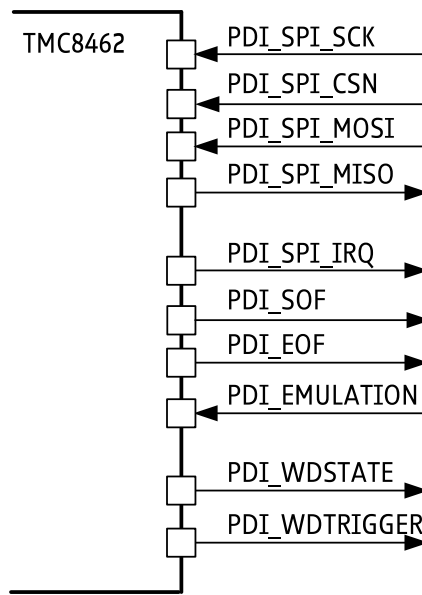 TMC8462
PDI_SPI_SCK
PDI_SPI_CSN
PDI_SPI_MOSI
PDI_SPI_MISO
PDI_SPI_IRQ
PDI_SOF
PDI_EOF
PDI_EMULATION
PDI_WDSTATE
PDI_WDTRIGGER